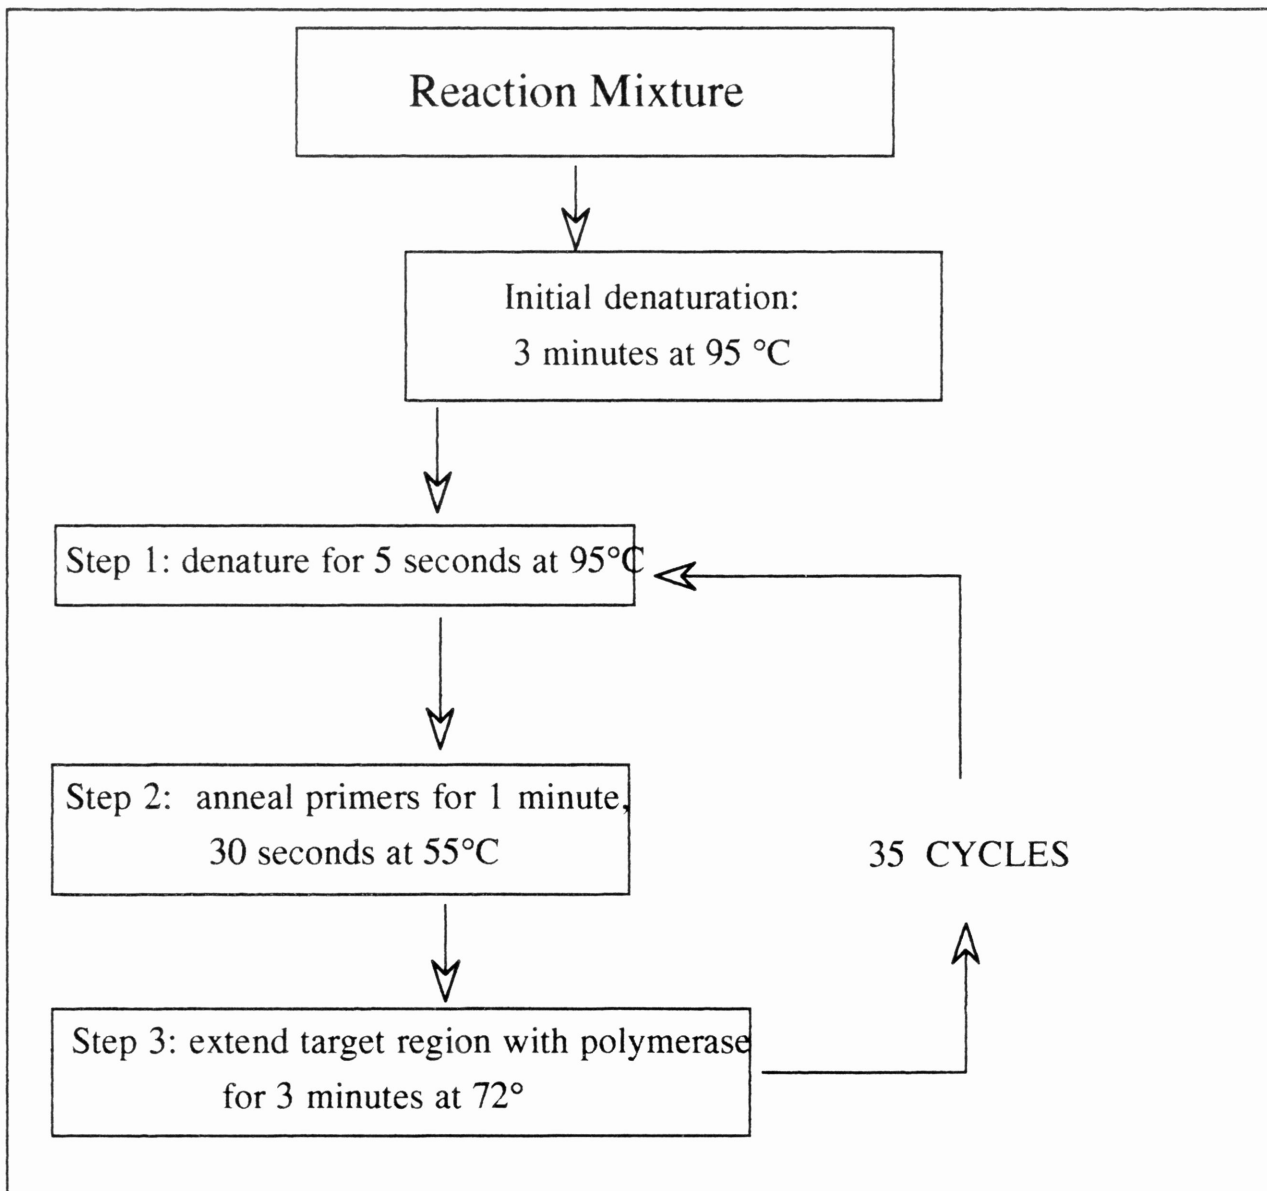 Reaction Mixture
Initial denaturation:
3 minutes at 95 °C
Step 1: denature for 5 seconds at 95°C
Step 2: anneal primers for 1 minute,
30 seconds at 55°C
35 CYCLES
Step 3: extend target region with polymerase
for 3 minutes at 72°